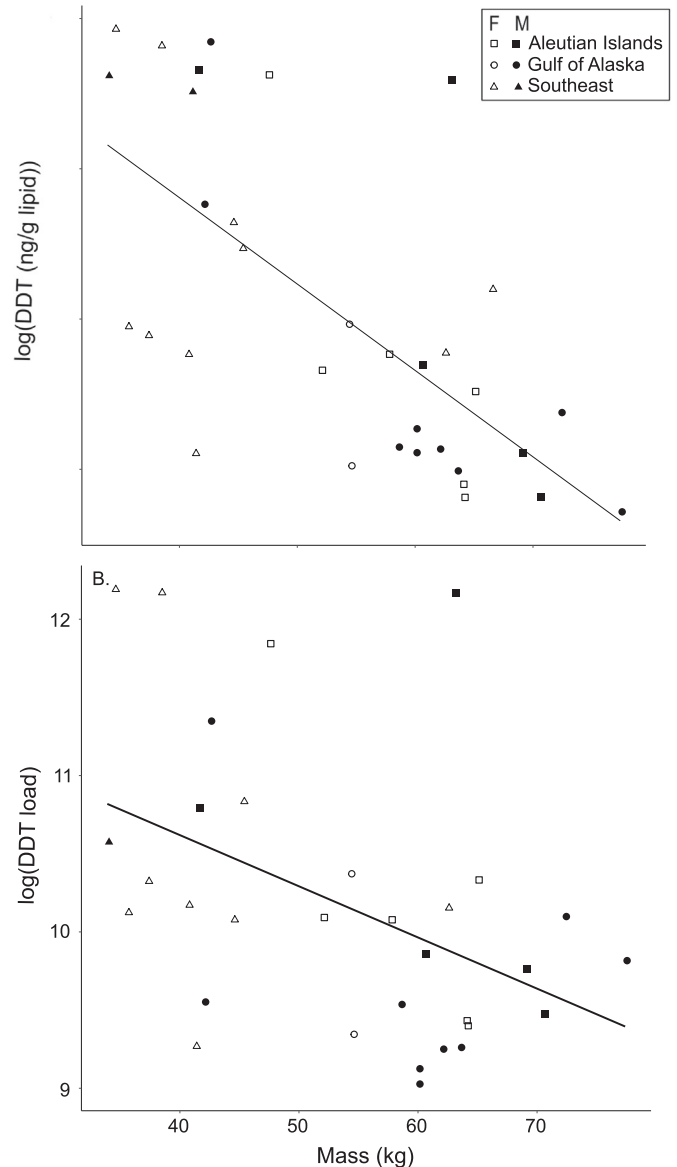 F M
Aleutian Islands
Gulf of Alaska
Southeast
log(DDT (ng/g lipid))
B.
12
11
10
9
log(DDT load)
40 50 60 70
Mass (kg)